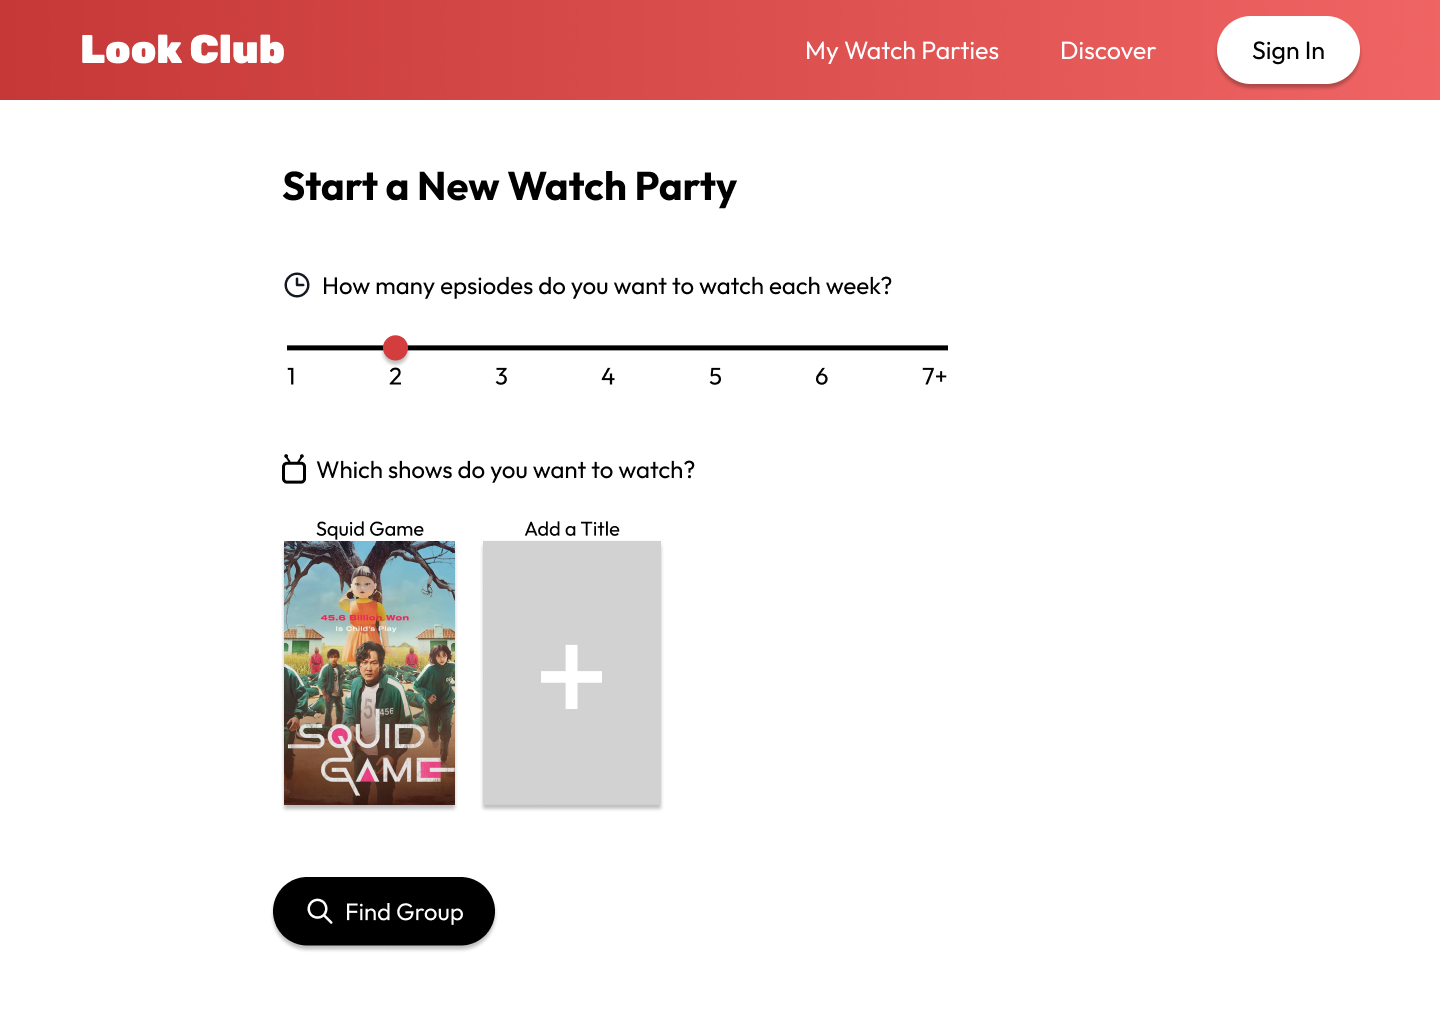 Look Club
My Watch Parties
Discover
Sign In
Start a New Watch Party
How many epsiodes do you want to watch each week?
1 2 3 4 5 6 7+
Which shows do you want to watch?
Squid Game
Add a Title
45.6 Billion Won
Is Child's Play
456
SQUID
GAME
Find Group